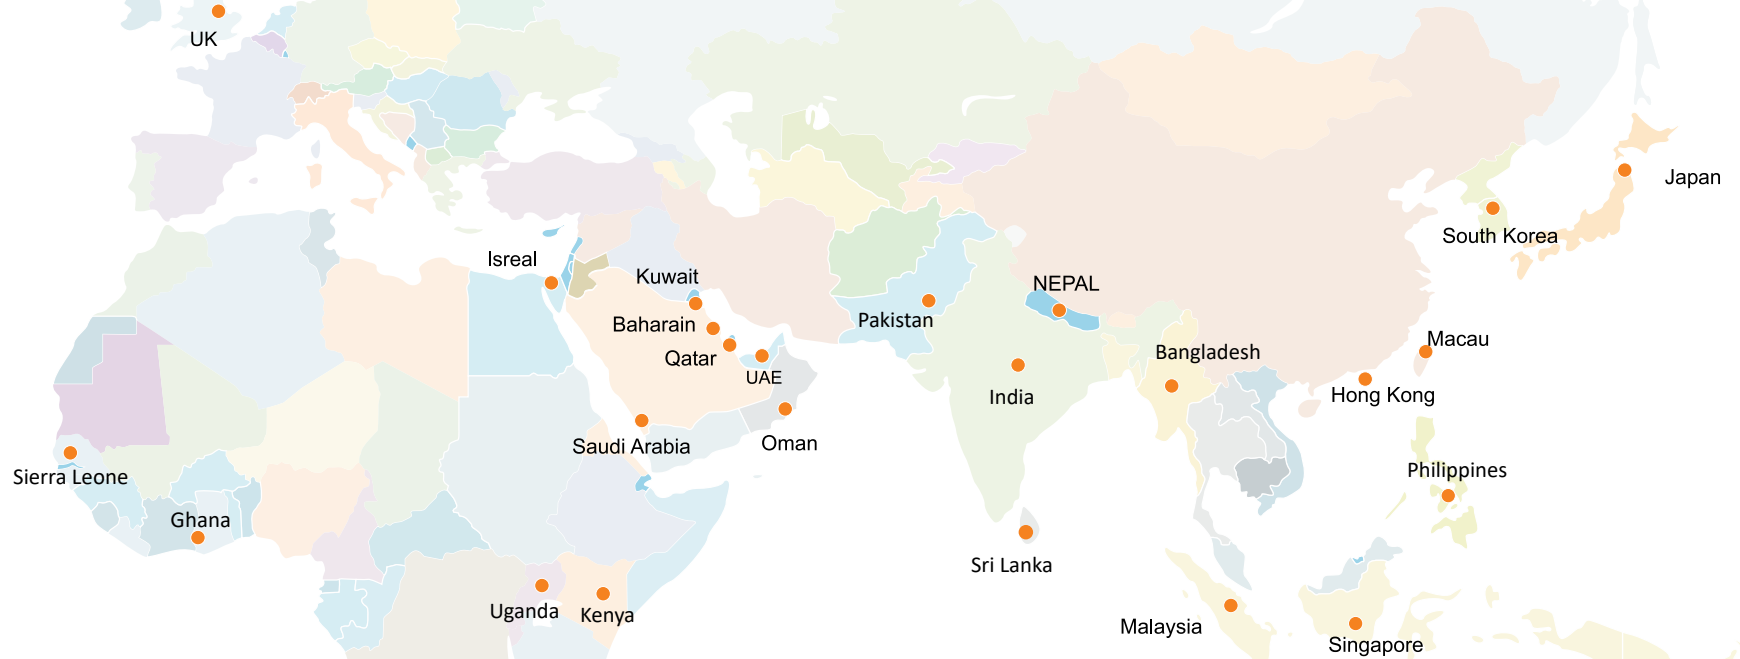 UK
Japan
South Korea
Isreal
Kuwait
NEPAL
Pakistan
Baharain
Macau
Bangladesh
Qatar
UAE
India
Hong Kong
Saudi Arabia
Oman
Sierra Leone
Philippines
Ghana
Sri Lanka
Uganda
Kenya
Malaysia
Singapore